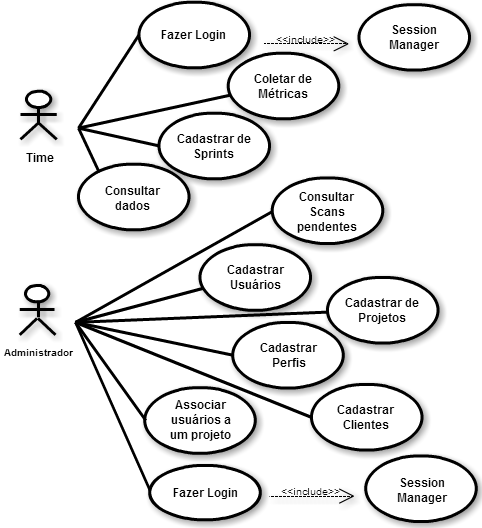 Fazer Login
<<include>>
Session
Manager
Coletar de
Métricas
Time
Cadastrar de
Sprints
Consultar
dados
Consultar
Scans
pendentes
Cadastrar
Usuários
Cadastrar de
Projetos
Administrador
Cadastrar
Perfis
Associar
usuários a
um projeto
Cadastrar
Clientes
Fazer Login
<<include>>
Session
Manager